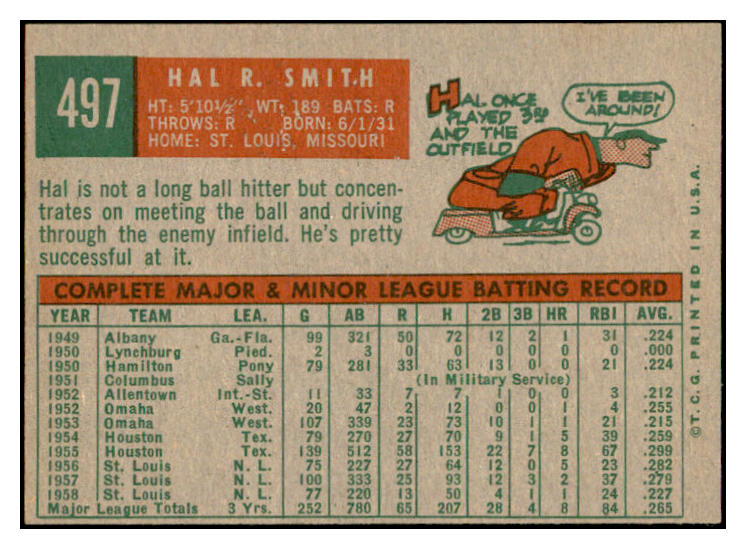 497
HAL R. SMITH
HT: 5'10½" WT: 189 BATS: R
THROWS: R BORN: 6/1/31
HOME: ST. LOUIS, MISSOURI
HAL ONCE
PLAYED 3RD
AND THE
OUTFIELD
I'VE BEEN
AROUND!
Hal is not a long ball hitter but concen-
trates on meeting the ball and driving
through the enemy infield. He's pretty
successful at it.
COMPLETE MAJOR & MINOR LEAGUE BATTING RECORD
YEAR TEAM LEA. G AB R H 2B 3B HR RBI AVG.
1949 Albany Ga.-Fla. 99 321 50 72 12 2 1 31 .224
1950 Lynchburg Pied. 2 3 0 0 0 0 0 0 .000
1950 Hamilton Pony 79 281 33 63 13 0 0 21 .224
1951 Columbus Sally (In Military Service)
1952 Allentown Int.-St. 11 33 7 7 1 0 0 3 .212
1952 Omaha West. 20 47 2 12 0 0 1 4 .255
1953 Omaha West. 107 339 23 73 10 1 1 21 .215
1954 Houston Tex. 79 270 27 70 9 1 5 39 .259
1955 Houston Tex. 139 512 58 153 22 7 8 67 .299
1956 St. Louis N. L. 75 227 27 64 12 0 5 23 .282
1957 St. Louis N. L. 100 333 25 93 12 3 2 37 .279
1958 St. Louis N. L. 77 220 13 50 4 1 1 24 .227
Major League Totals 3 Yrs. 252 780 65 207 28 4 8 84 .265
©T.C.G. PRINTED IN U.S.A.